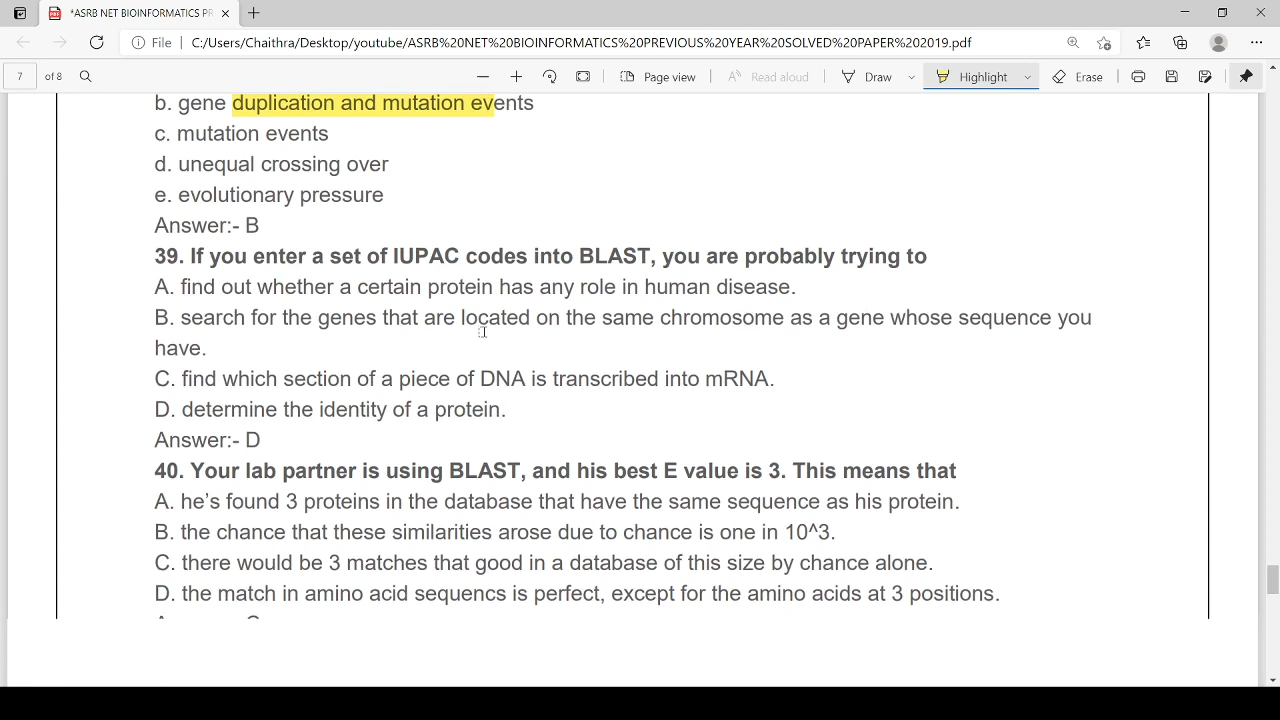 *ASRB NET BIOINFORMATICS PR
File
C:/Users/Chaithra/Desktop/youtube/ASRB%20NET%20BIOINFORMATICS%20PREVIOUS%20YEAR%20SOLVED%20PAPER%202019.pdf
7 of 8 Page view Read aloud Draw Highlight Erase
b. gene duplication and mutation events
c. mutation events
d. unequal crossing over
e. evolutionary pressure
Answer:- B
39. If you enter a set of IUPAC codes into BLAST, you are probably trying to
A. find out whether a certain protein has any role in human disease.
B. search for the genes that are located on the same chromosome as a gene whose sequence you
have.
C. find which section of a piece of DNA is transcribed into mRNA.
D. determine the identity of a protein.
Answer:- D
40. Your lab partner is using BLAST, and his best E value is 3. This means that
A. he’s found 3 proteins in the database that have the same sequence as his protein.
B. the chance that these similarities arose due to chance is one in 10^3.
C. there would be 3 matches that good in a database of this size by chance alone.
D. the match in amino acid sequencs is perfect, except for the amino acids at 3 positions.